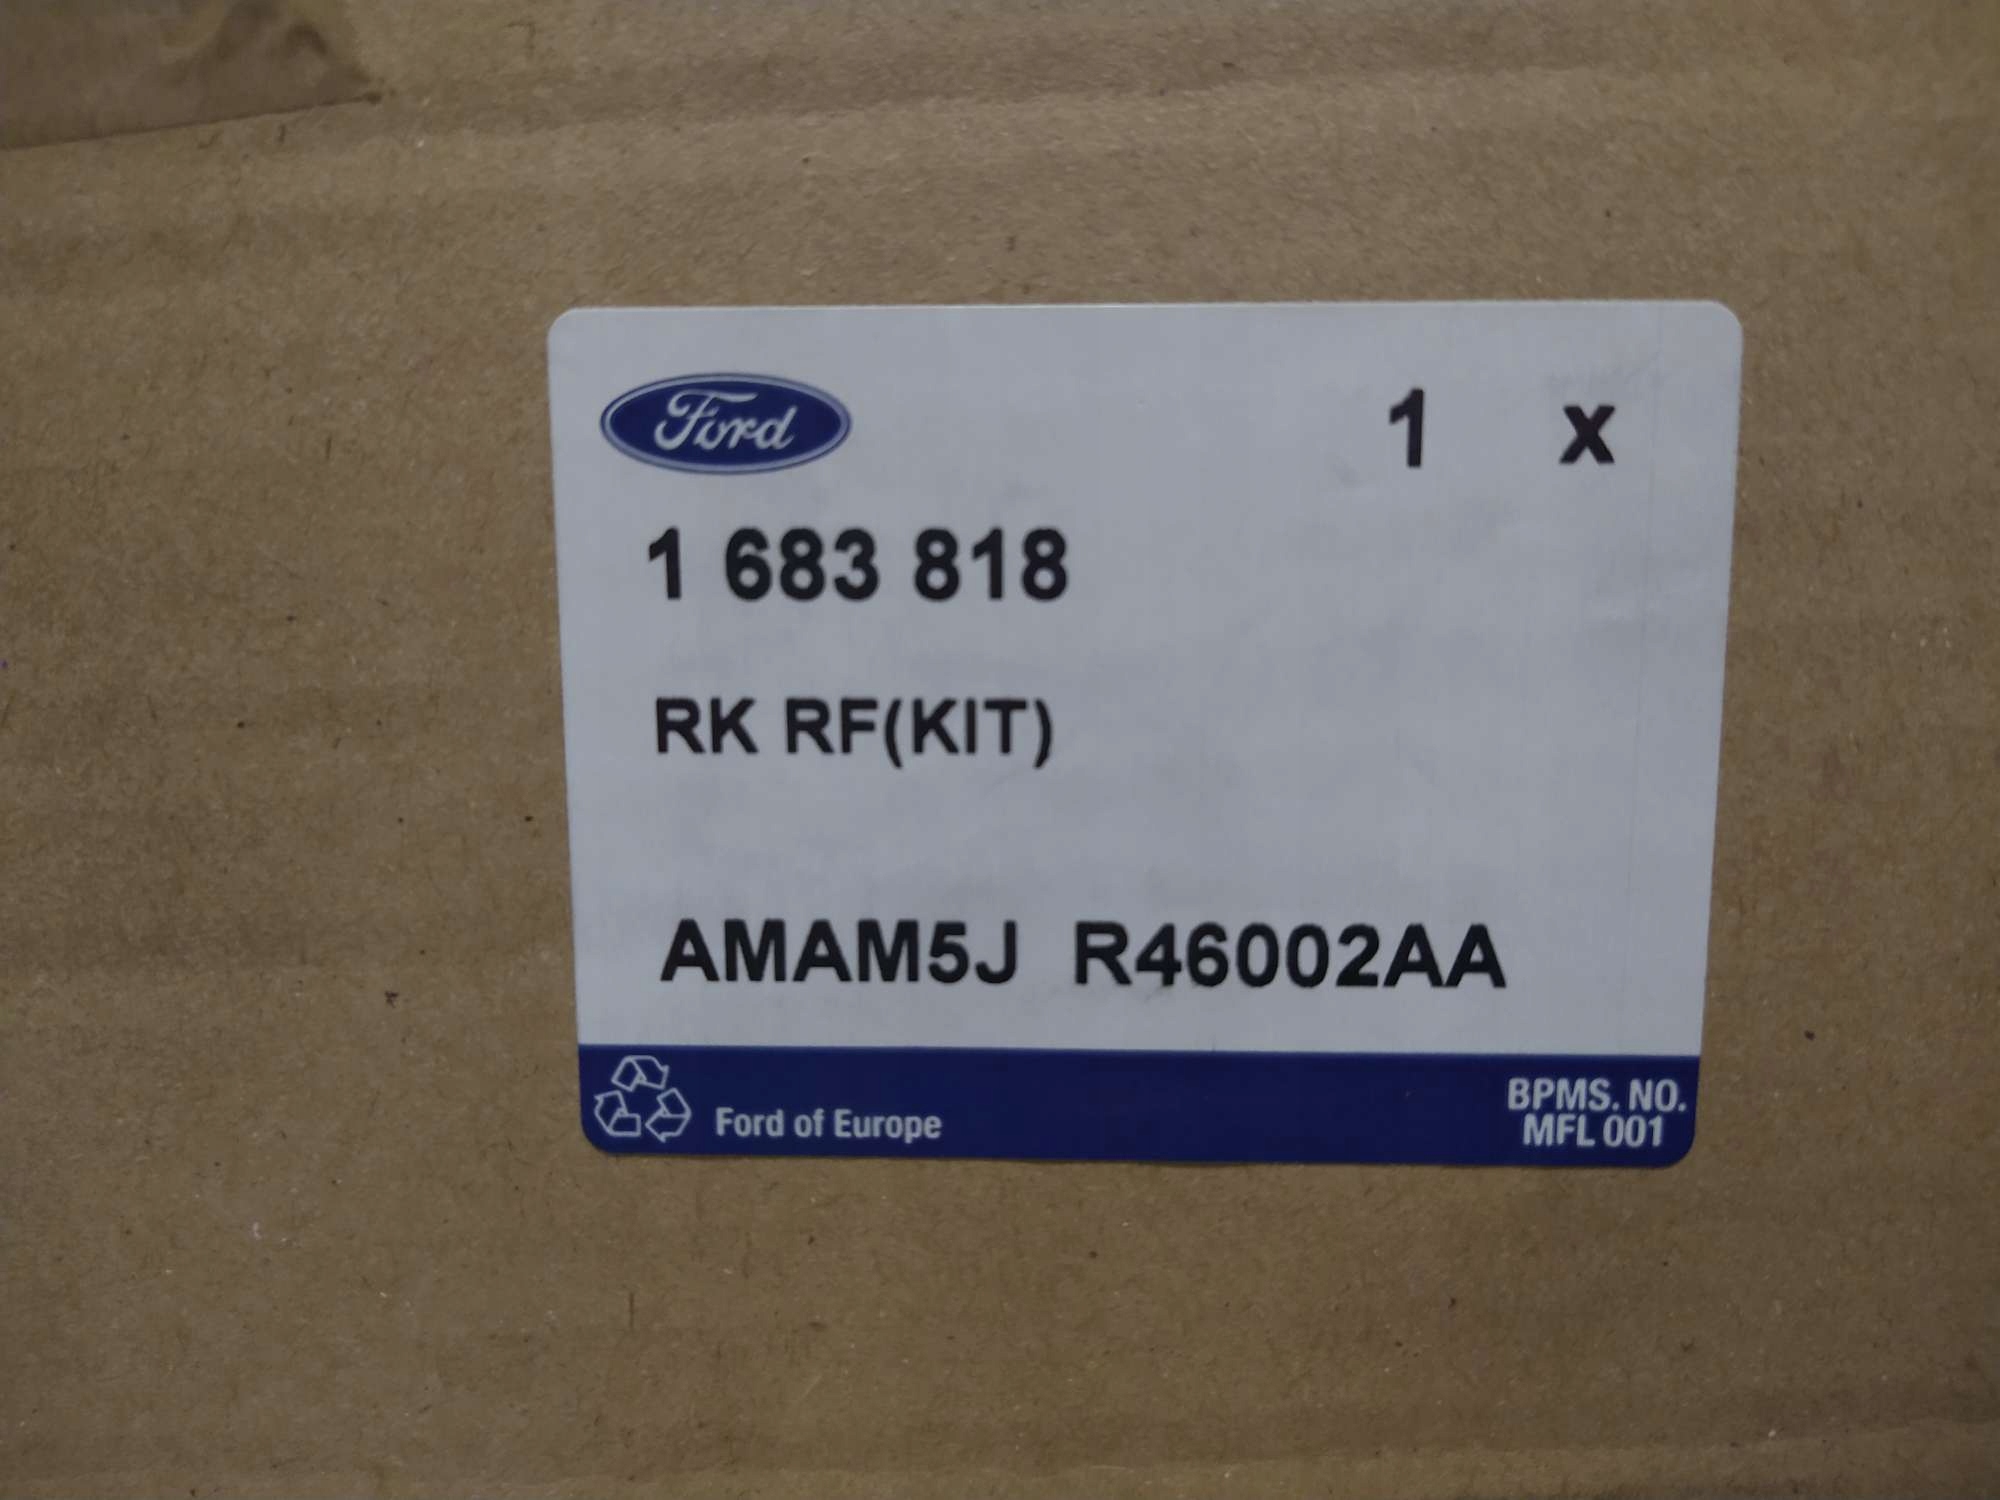 Ford 1 x
1 683 818
RK RF(KIT)
AMAM5J R46002AA
Ford of Europe
BPMS. NO.
MFL 001